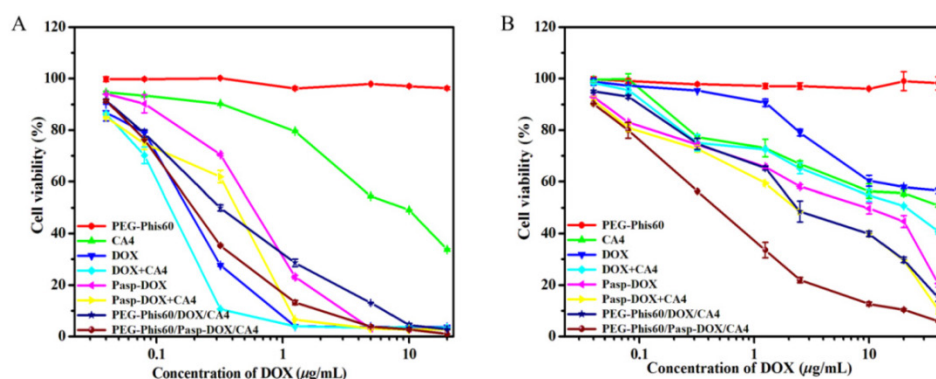 A
Cell viability (%)
120
100
80
60
40
20
0
PEG-Phis60
CA4
DOX
DOX+CA4
Pasp-DOX
Pasp-DOX+CA4
PEG-Phis60/DOX/CA4
PEG-Phis60/Pasp-DOX/CA4
0.1
1
10
Concentration of DOX (μg/mL)
B
Cell viability (%)
120
100
80
60
40
20
0
PEG-Phis60
CA4
DOX
DOX+CA4
Pasp-DOX
Pasp-DOX+CA4
PEG-Phis60/DOX/CA4
PEG-Phis60/Pasp-DOX/CA4
0.1
1
10
Concentration of DOX (μg/mL)